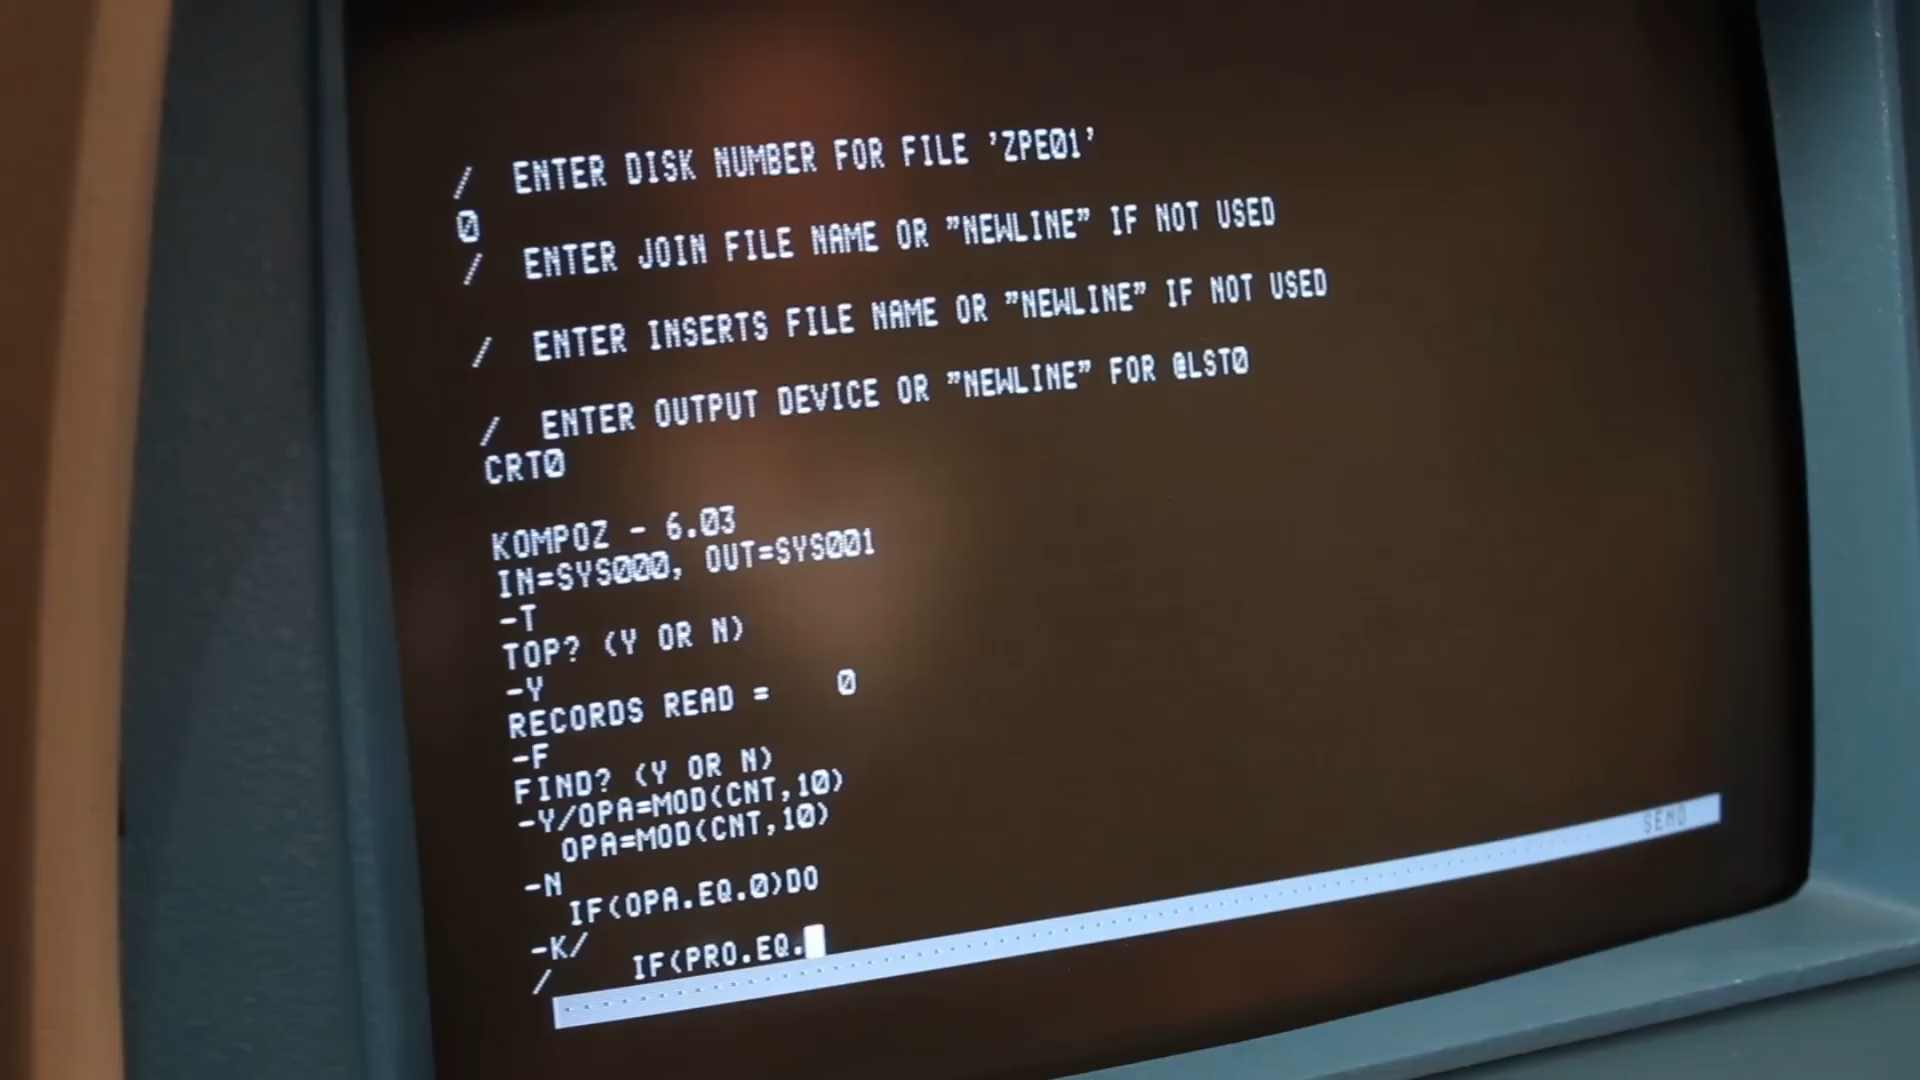 /  ENTER DISK NUMBER FOR FILE 'ZPE01'
0
/  ENTER JOIN FILE NAME OR "NEWLINE" IF NOT USED
/  ENTER INSERTS FILE NAME OR "NEWLINE" IF NOT USED
/  ENTER OUTPUT DEVICE OR "NEWLINE" FOR @LST0
CRT0
KOMPOZ - 6.03
IN=SYS000, OUT=SYS001
-T
TOP? (Y OR N)
-Y
RECORDS READ =    0
-F
FIND? (Y OR N)
-Y/OPA=MOD(CNT,10)
OPA=MOD(CNT,10)
-N
IF(OPA.EQ.0)DO
-K/
/    IF(PRO.EQ.
SEND